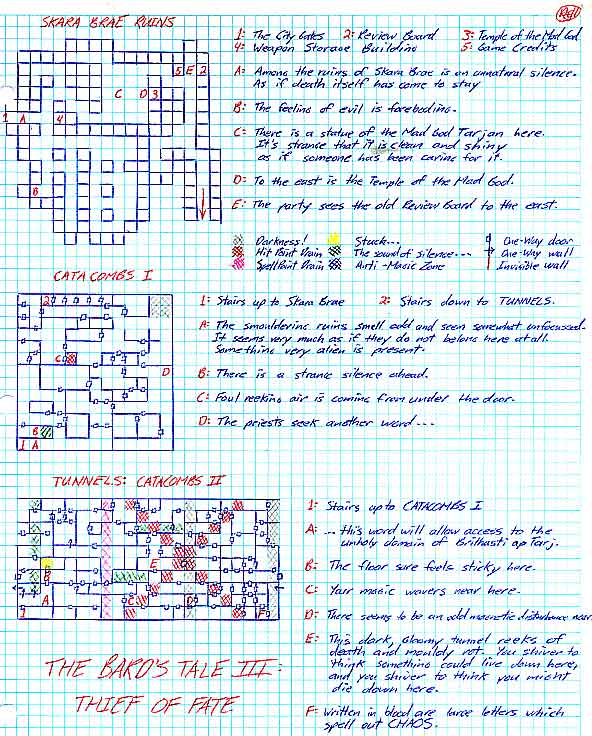 Red!
SKARA BRAE RUINS
1: The City Gates 2: Review Board 3: Temple of the Mad God
4: Weapon Storage Building 5: Game Credits
A: Among the ruins of Skara Brae is an unnatural silence.
As if death itself has come to stay
B: The feeling of evil is foreboding.
C: There is a statue of the Mad God Tarjan here.
It's strange that it is clean and shiny
as if someone has been caring for it.
D: To the east is the Temple of the Mad God.
E: The party sees the old Review Board to the east.
5 E 2
C D 3
1 A 4
B
Darkness! Stuck... One-Way door
Hit Point Drain The sound of silence... One-Way wall
Spell Point Drain Anti-Magic Zone Invisible wall
CATACOMBS I
1: Stairs up to Skara Brae 2: Stairs down to TUNNELS.
A: The smouldering ruins smell odd and seem somewhat unfocussed.
It seems very much as if they do not belong here at all.
Something very alien is present.
B: There is a strange silence ahead.
C: Foul reeking air is coming from under the door.
D: The priests seek another word...
2
C
D
B
1 A
TUNNELS: CATACOMBS II
1: Stairs up to CATACOMBS I
A: ... this word will allow access to the
unholy domain of Brilhasti ap Tarj.
B: The floor sure feels sticky here.
C: Your magic wavers near here.
D: There seems to be an odd magnetic disturbance near.
E: This dark, gloomy tunnel reeks of
death and mouldy rot. You shiver to
think something could live down here,
and you shiver to think you might
die down here.
F: Written in blood are large letters which
spell out CHAOS.
E
B
A C D
1 F
THE BARD'S TALE III:
THIEF OF FATE